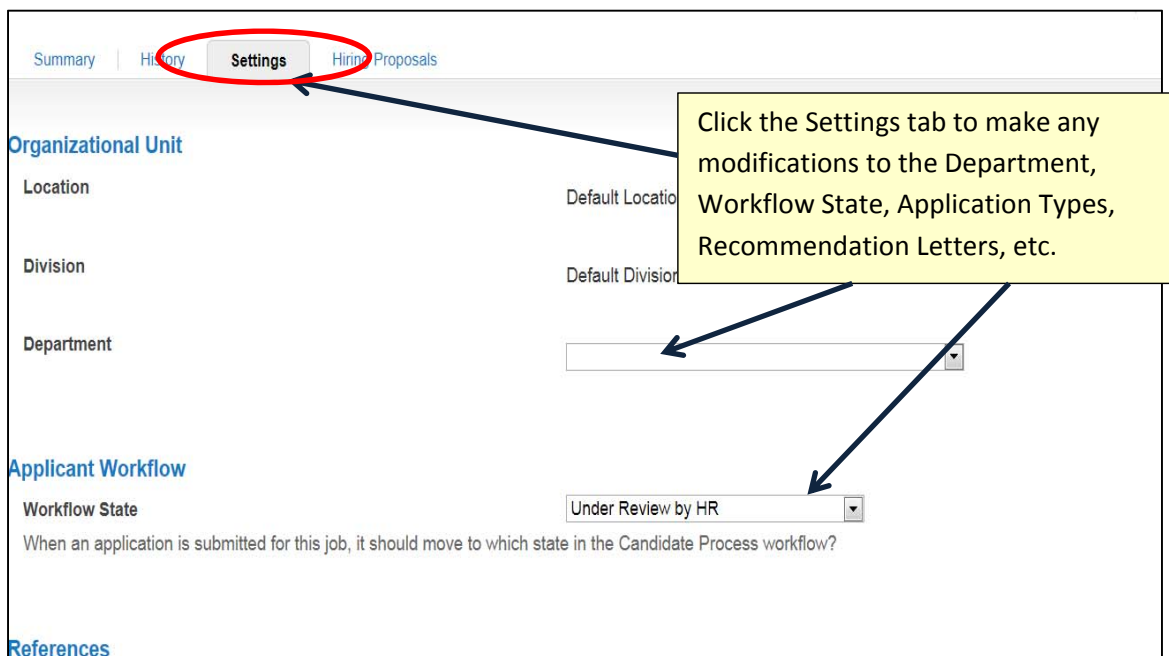 Summary History Settings Hiring Proposals
Click the Settings tab to make any
modifications to the Department,
Workflow State, Application Types,
Recommendation Letters, etc.
Organizational Unit
Location Default Locatio
Division Default Division
Department
Applicant Workflow
Workflow State Under Review by HR
When an application is submitted for this job, it should move to which state in the Candidate Process workflow?
References